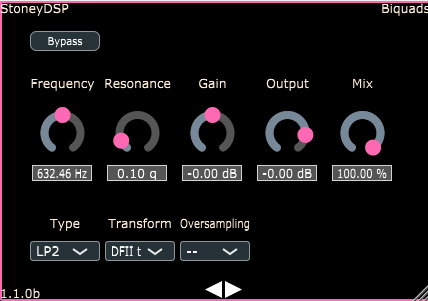 StoneyDSP Biquads
Bypass
Frequency Resonance Gain Output Mix
632.46 Hz 0.10 q -0.00 dB -0.00 dB 100.00 %
Type Transform Oversampling
LP2 DFII t --
1.1.0b